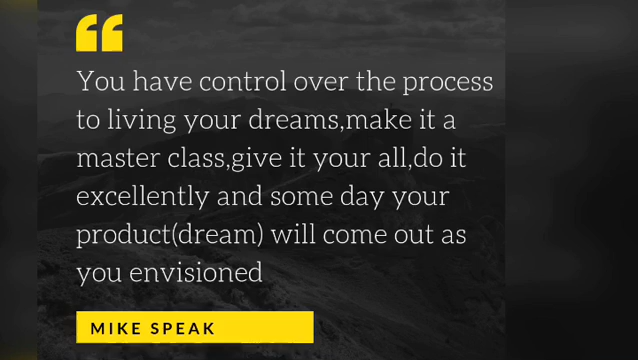 You have control over the process
to living your dreams,make it a
master class,give it your all,do it
excellently and some day your
product(dream) will come out as
you envisioned
MIKE SPEAK